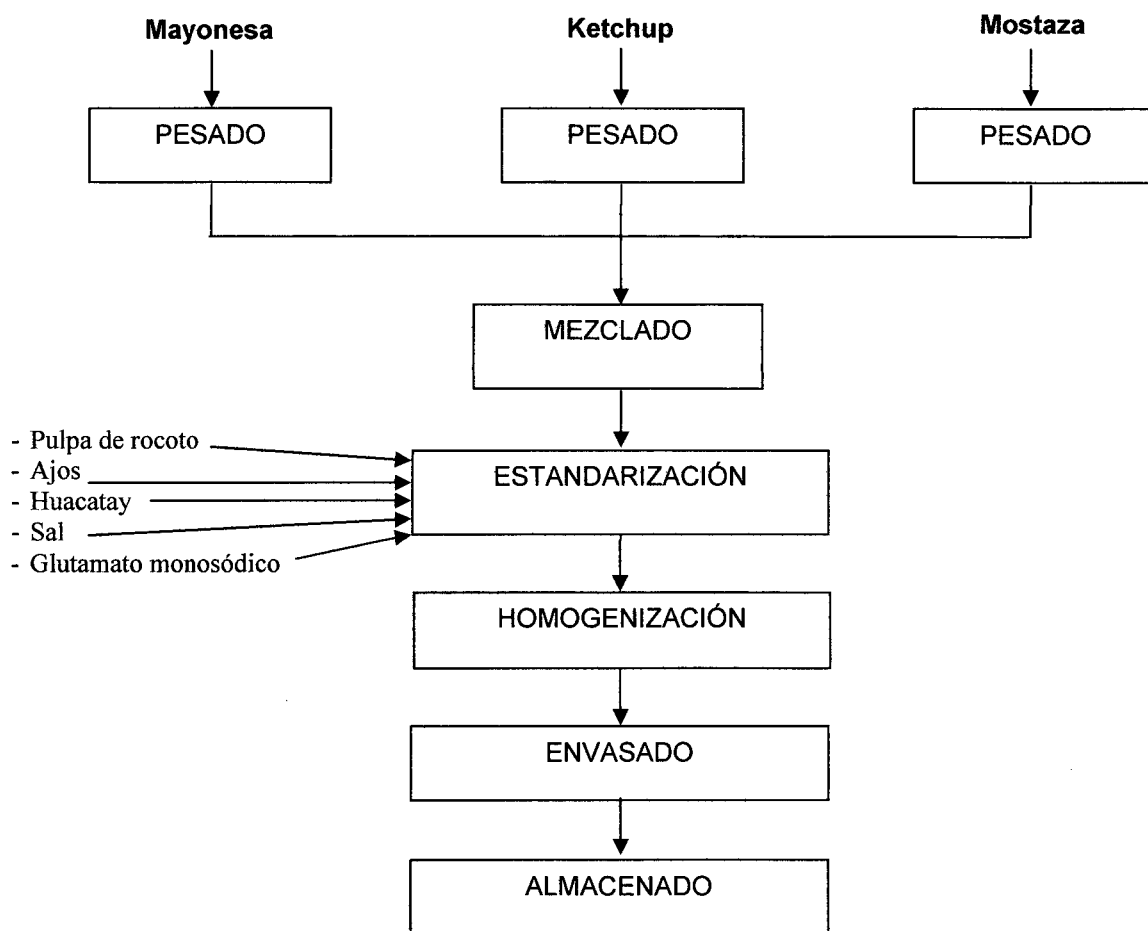 Mayonesa
Ketchup
Mostaza
PESADO
PESADO
PESADO
MEZCLADO
- Pulpa de rocoto
- Ajos
- Huacatay
- Sal
- Glutamato monosódico
ESTANDARIZACIÓN
HOMOGENIZACIÓN
ENVASADO
ALMACENADO